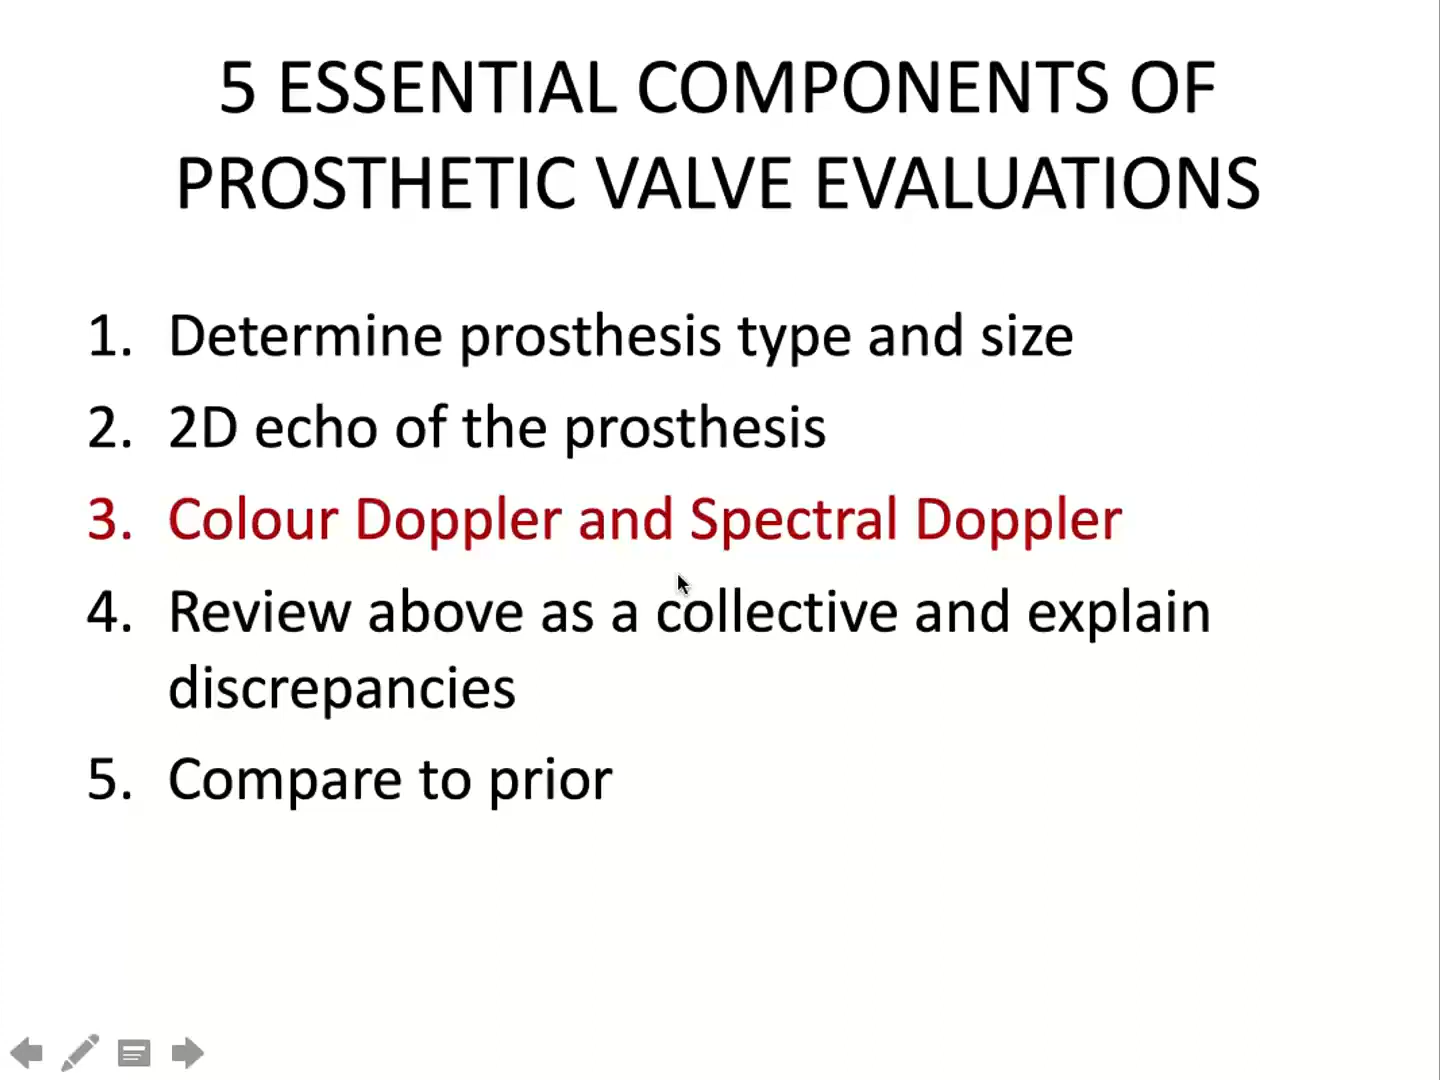 5 ESSENTIAL COMPONENTS OF
PROSTHETIC VALVE EVALUATIONS
1. Determine prosthesis type and size
2. 2D echo of the prosthesis
3. Colour Doppler and Spectral Doppler
4. Review above as a collective and explain
discrepancies
5. Compare to prior